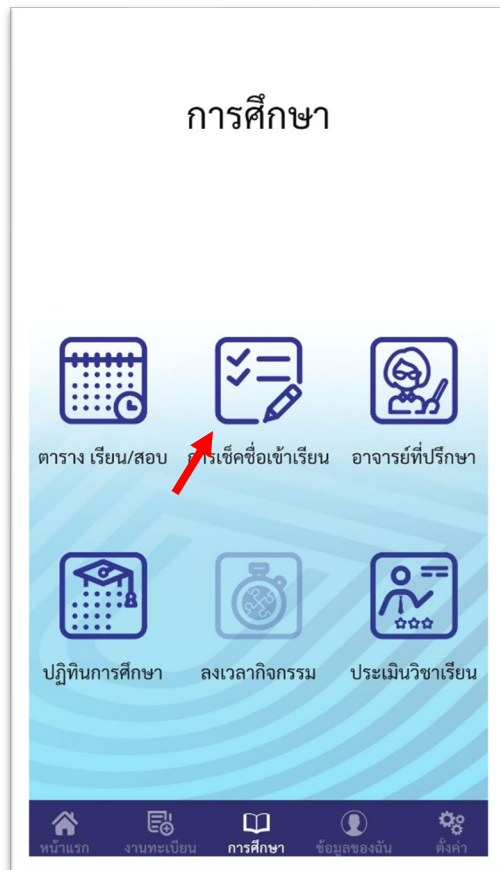 การศึกษา
ตาราง เรียน/สอบ การเช็คชื่อเข้าเรียน อาจารย์ที่ปรึกษา
ปฏิทินการศึกษา ลงเวลากิจกรรม ประเมินวิชาเรียน
หน้าแรก งานทะเบียน การศึกษา ข้อมูลของฉัน ตั้งค่า